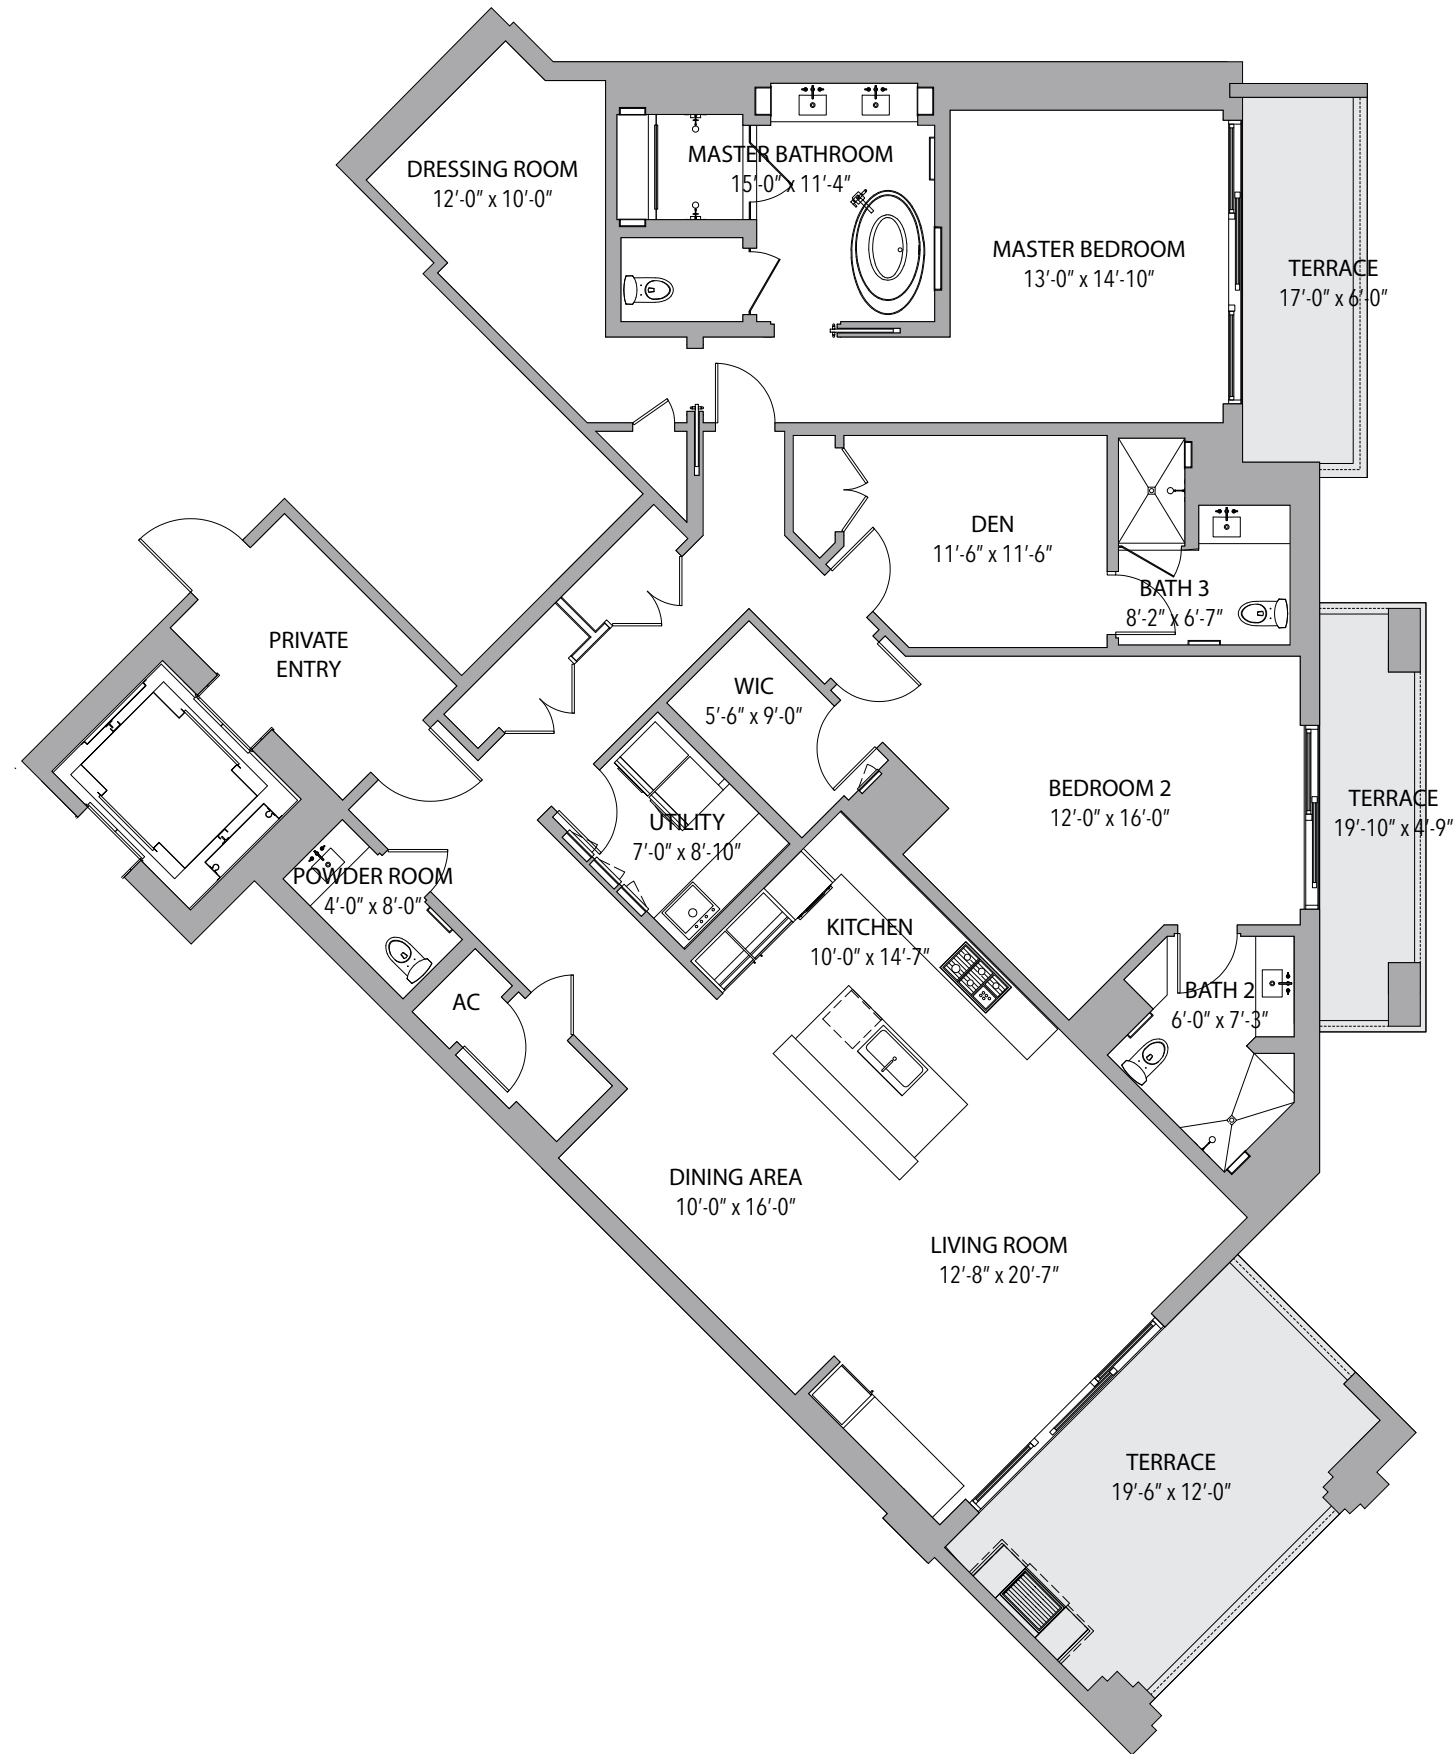 DRESSING ROOM
12'-0" x 10'-0"
MASTER BATHROOM
15'-0" x 11'-4"
MASTER BEDROOM
13'-0" x 14'-10"
TERRACE
17'-0" x 6'-0"
DEN
11'-6" x 11'-6"
BATH 3
8'-2" x 6'-7"
PRIVATE
ENTRY
WIC
5'-6" x 9'-0"
BEDROOM 2
12'-0" x 16'-0"
TERRACE
19'-10" x 4'-9"
UTILITY
7'-0" x 8'-10"
POWDER ROOM
4'-0" x 8'-0"
KITCHEN
10'-0" x 14'-7"
AC
BATH 2
6'-0" x 7'-3"
DINING AREA
10'-0" x 16'-0"
LIVING ROOM
12'-8" x 20'-7"
TERRACE
19'-6" x 12'-0"